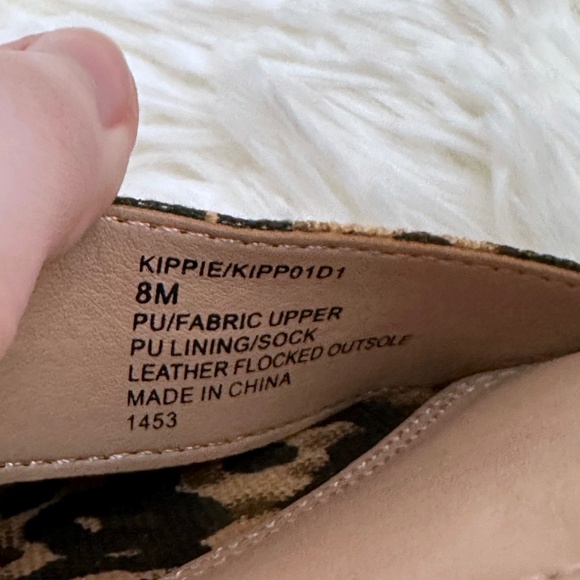 KIPPIE/KIPP01D1
8M
PU/FABRIC UPPER
PU LINING/SOCK
LEATHER FLOCKED OUTSOLE
MADE IN CHINA
1453